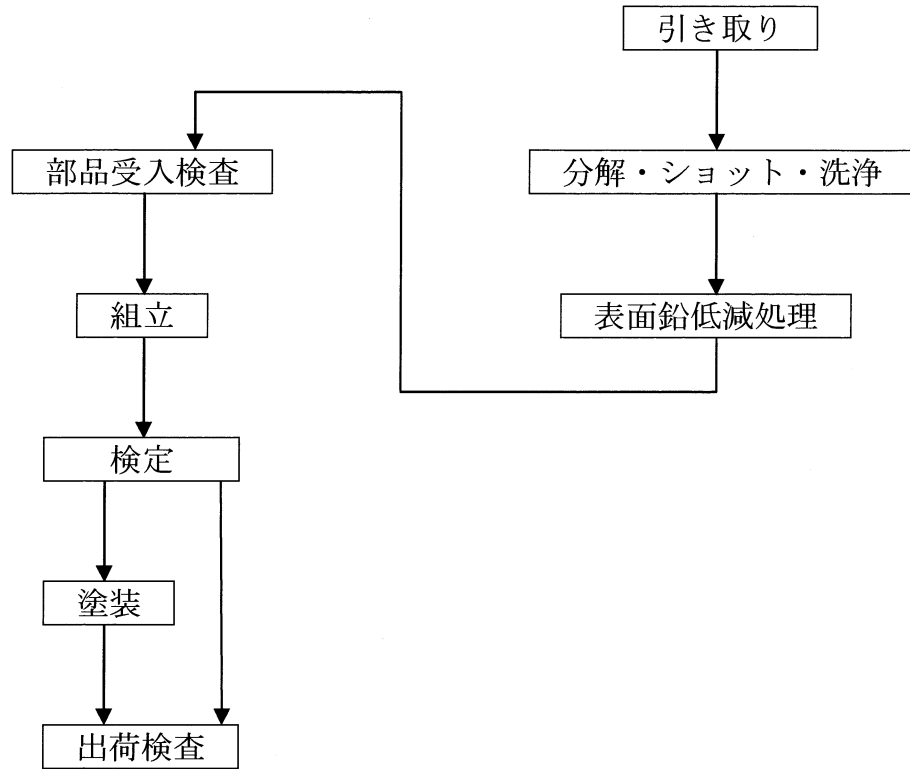 引き取り
分解・ショット・洗浄
表面鉛低減処理
部品受入検査
組立
検定
塗装
出荷検査